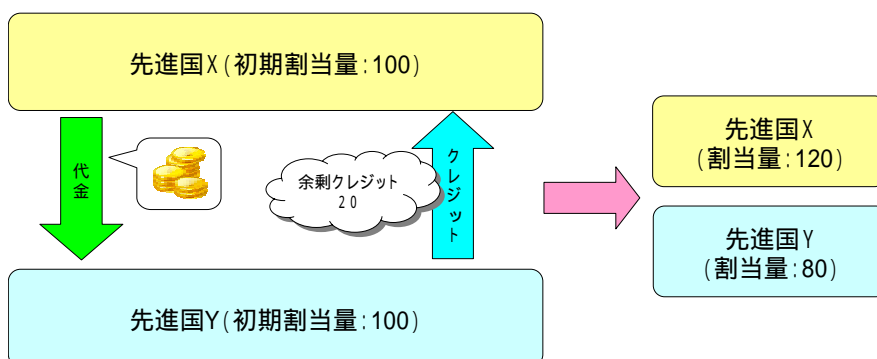 先進国X(初期割当量:100)
代金
余剰クレジット
20
クレジット
先進国Y(初期割当量:100)
先進国X
(割当量:120)
先進国Y
(割当量:80)